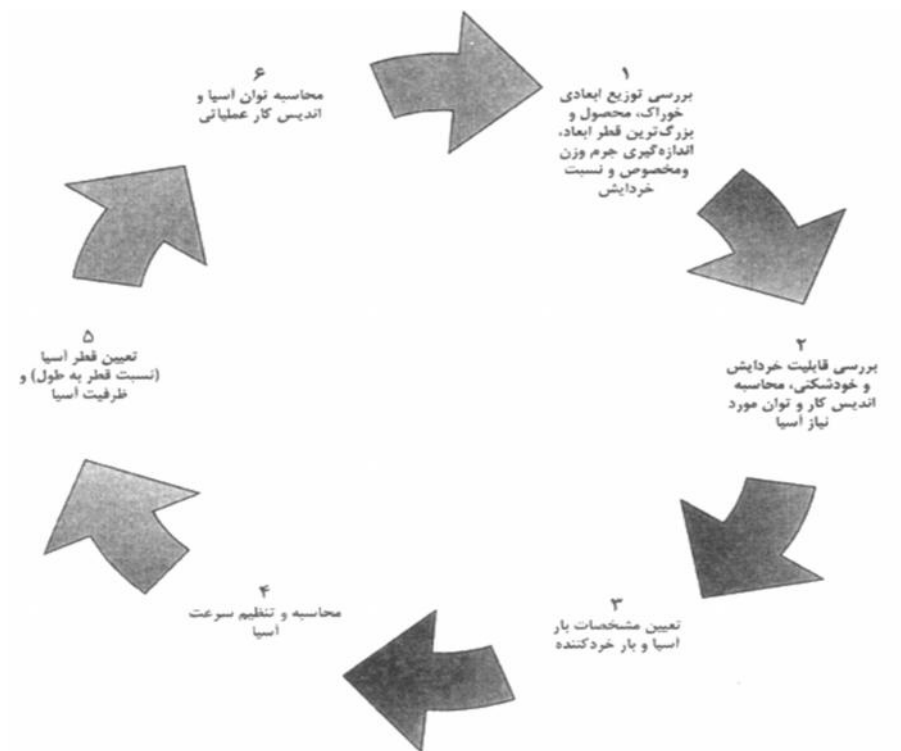 ۱
بررسی توزیع ابعادی
خوراک، محصول و
بزرگ‌ترین قطر ابعاد،
اندازه‌گیری جرم وزن
ومخصوص و نسبت
خردایش
۲
بررسی قابلیت خردایش
و خودشکنی، محاسبه
اندیس کار و توان مورد
نیاز آسیا
۳
تعیین مشخصات بار
آسیا و بار خردکننده
۴
محاسبه و تنظیم سرعت
آسیا
۵
تعیین قطر آسیا
(نسبت قطر به طول) و
ظرفیت آسیا
۶
محاسبه توان آسیا و
اندیس کار عملیاتی